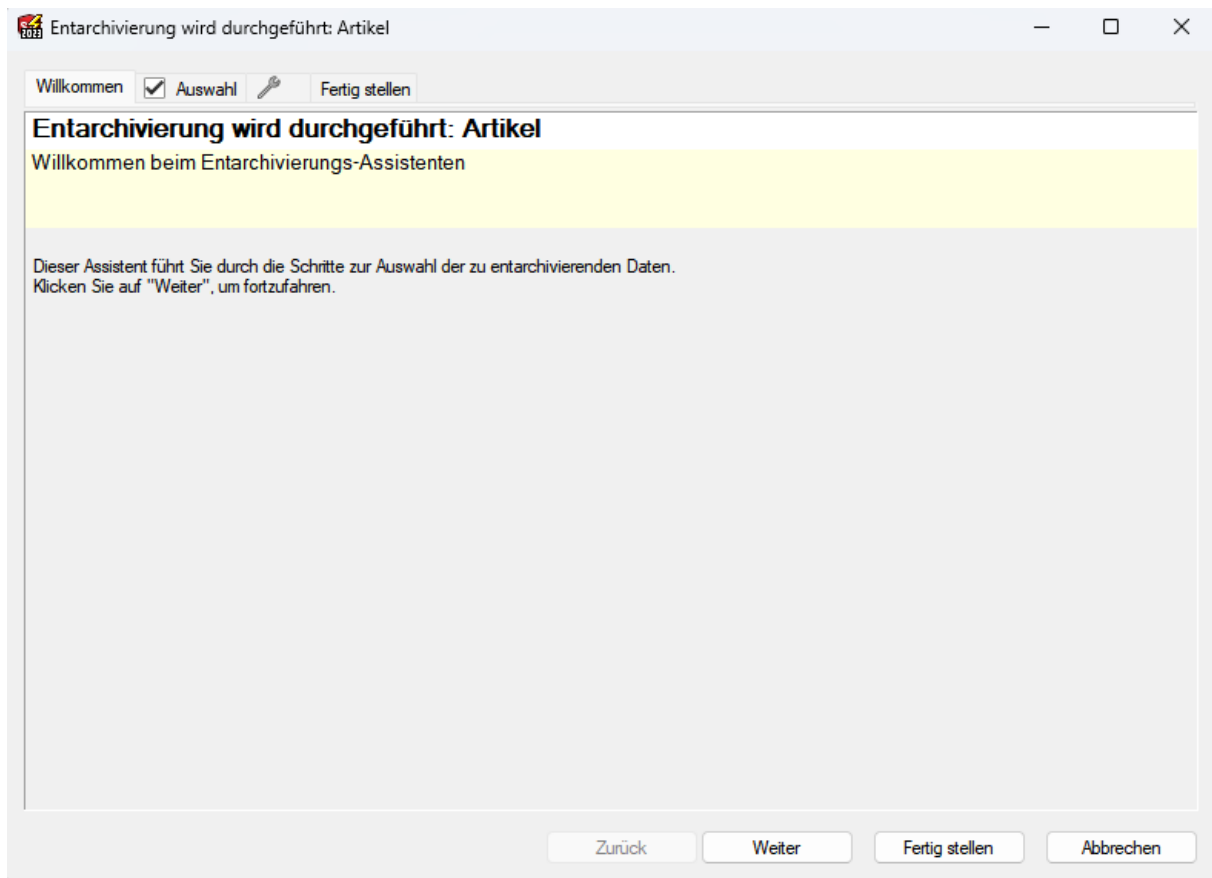 2023
Entarchivierung wird durchgeführt: Artikel
Willkommen
Auswahl
Fertig stellen
Entarchivierung wird durchgeführt: Artikel
Willkommen beim Entarchivierungs-Assistenten
Dieser Assistent führt Sie durch die Schritte zur Auswahl der zu entarchivierenden Daten.
Klicken Sie auf "Weiter", um fortzufahren.
Zurück
Weiter
Fertig stellen
Abbrechen